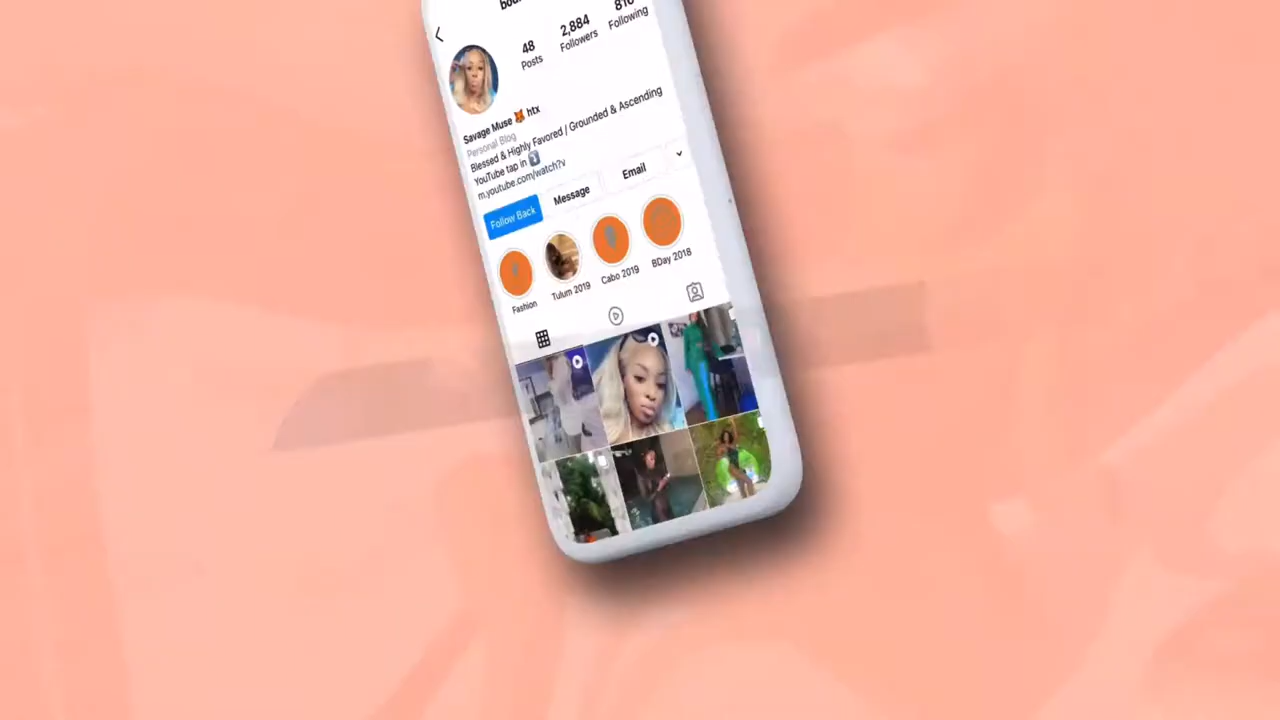 48
Posts
2,884
Followers
Following
Savage Muse 🦊 htx
Personal Blog
Blessed & Highly Favored / Grounded & Ascending
YouTube tap in ⤵️
m.youtube.com/watch?v
Follow Back
Message
Email
Fashion
Tulum 2019
Cabo 2019
BDay 2018